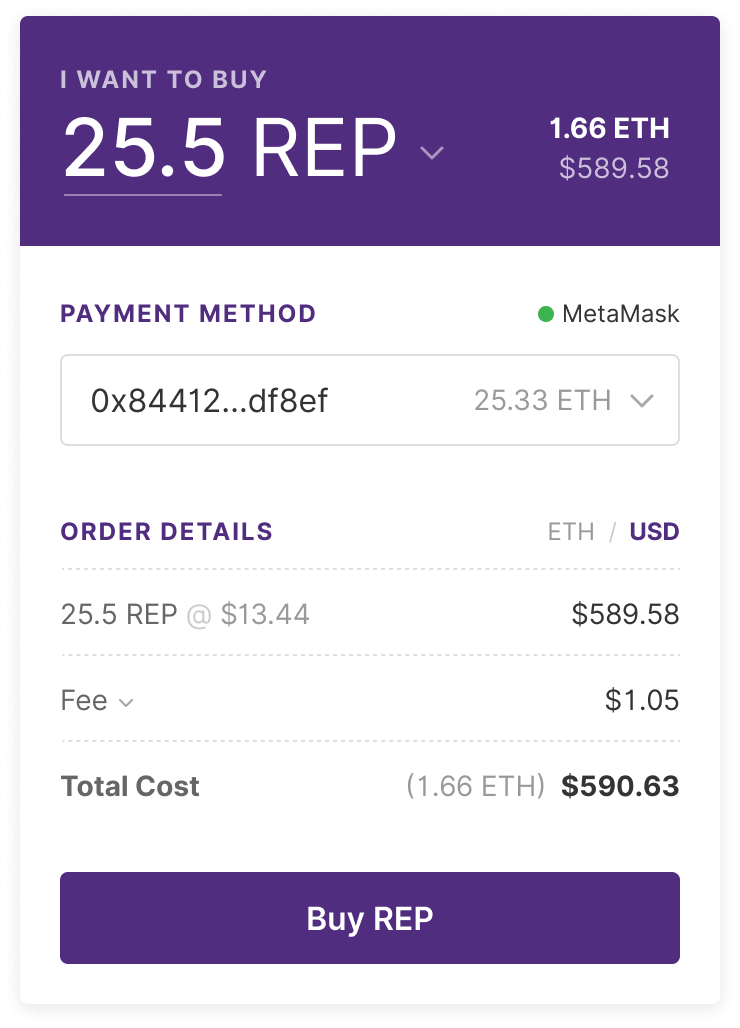 I WANT TO BUY
25.5 REP
1.66 ETH
$589.58
PAYMENT METHOD
MetaMask
0x84412...df8ef
25.33 ETH
ORDER DETAILS
ETH / USD
25.5 REP @ $13.44
$589.58
Fee
$1.05
Total Cost
(1.66 ETH) $590.63
Buy REP